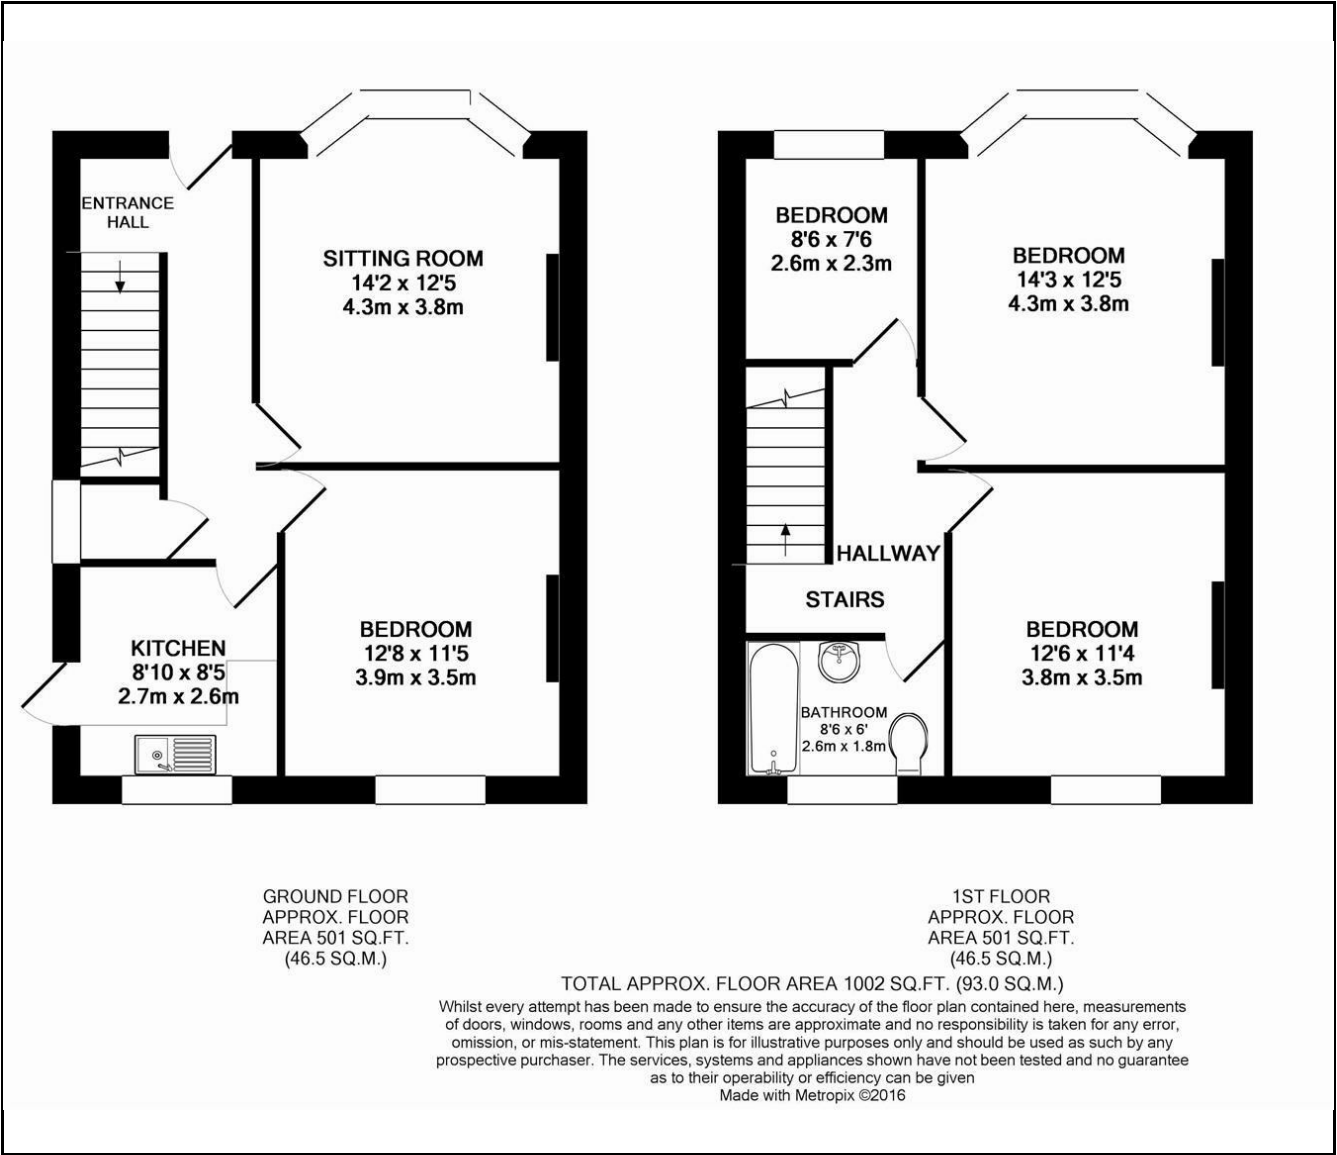 ENTRANCE
HALL
SITTING ROOM
14'2 x 12'5
4.3m x 3.8m
KITCHEN
8'10 x 8'5
2.7m x 2.6m
BEDROOM
12'8 x 11'5
3.9m x 3.5m
BEDROOM
8'6 x 7'6
2.6m x 2.3m
BEDROOM
14'3 x 12'5
4.3m x 3.8m
HALLWAY
STAIRS
BEDROOM
12'6 x 11'4
3.8m x 3.5m
BATHROOM
8'6 x 6'
2.6m x 1.8m
GROUND FLOOR
APPROX. FLOOR
AREA 501 SQ.FT.
(46.5 SQ.M.)
1ST FLOOR
APPROX. FLOOR
AREA 501 SQ.FT.
(46.5 SQ.M.)
TOTAL APPROX. FLOOR AREA 1002 SQ.FT. (93.0 SQ.M.)
Whilst every attempt has been made to ensure the accuracy of the floor plan contained here, measurements
of doors, windows, rooms and any other items are approximate and no responsibility is taken for any error,
omission, or mis-statement. This plan is for illustrative purposes only and should be used as such by any
prospective purchaser. The services, systems and appliances shown have not been tested and no guarantee
as to their operability or efficiency can be given
Made with Metropix ©2016